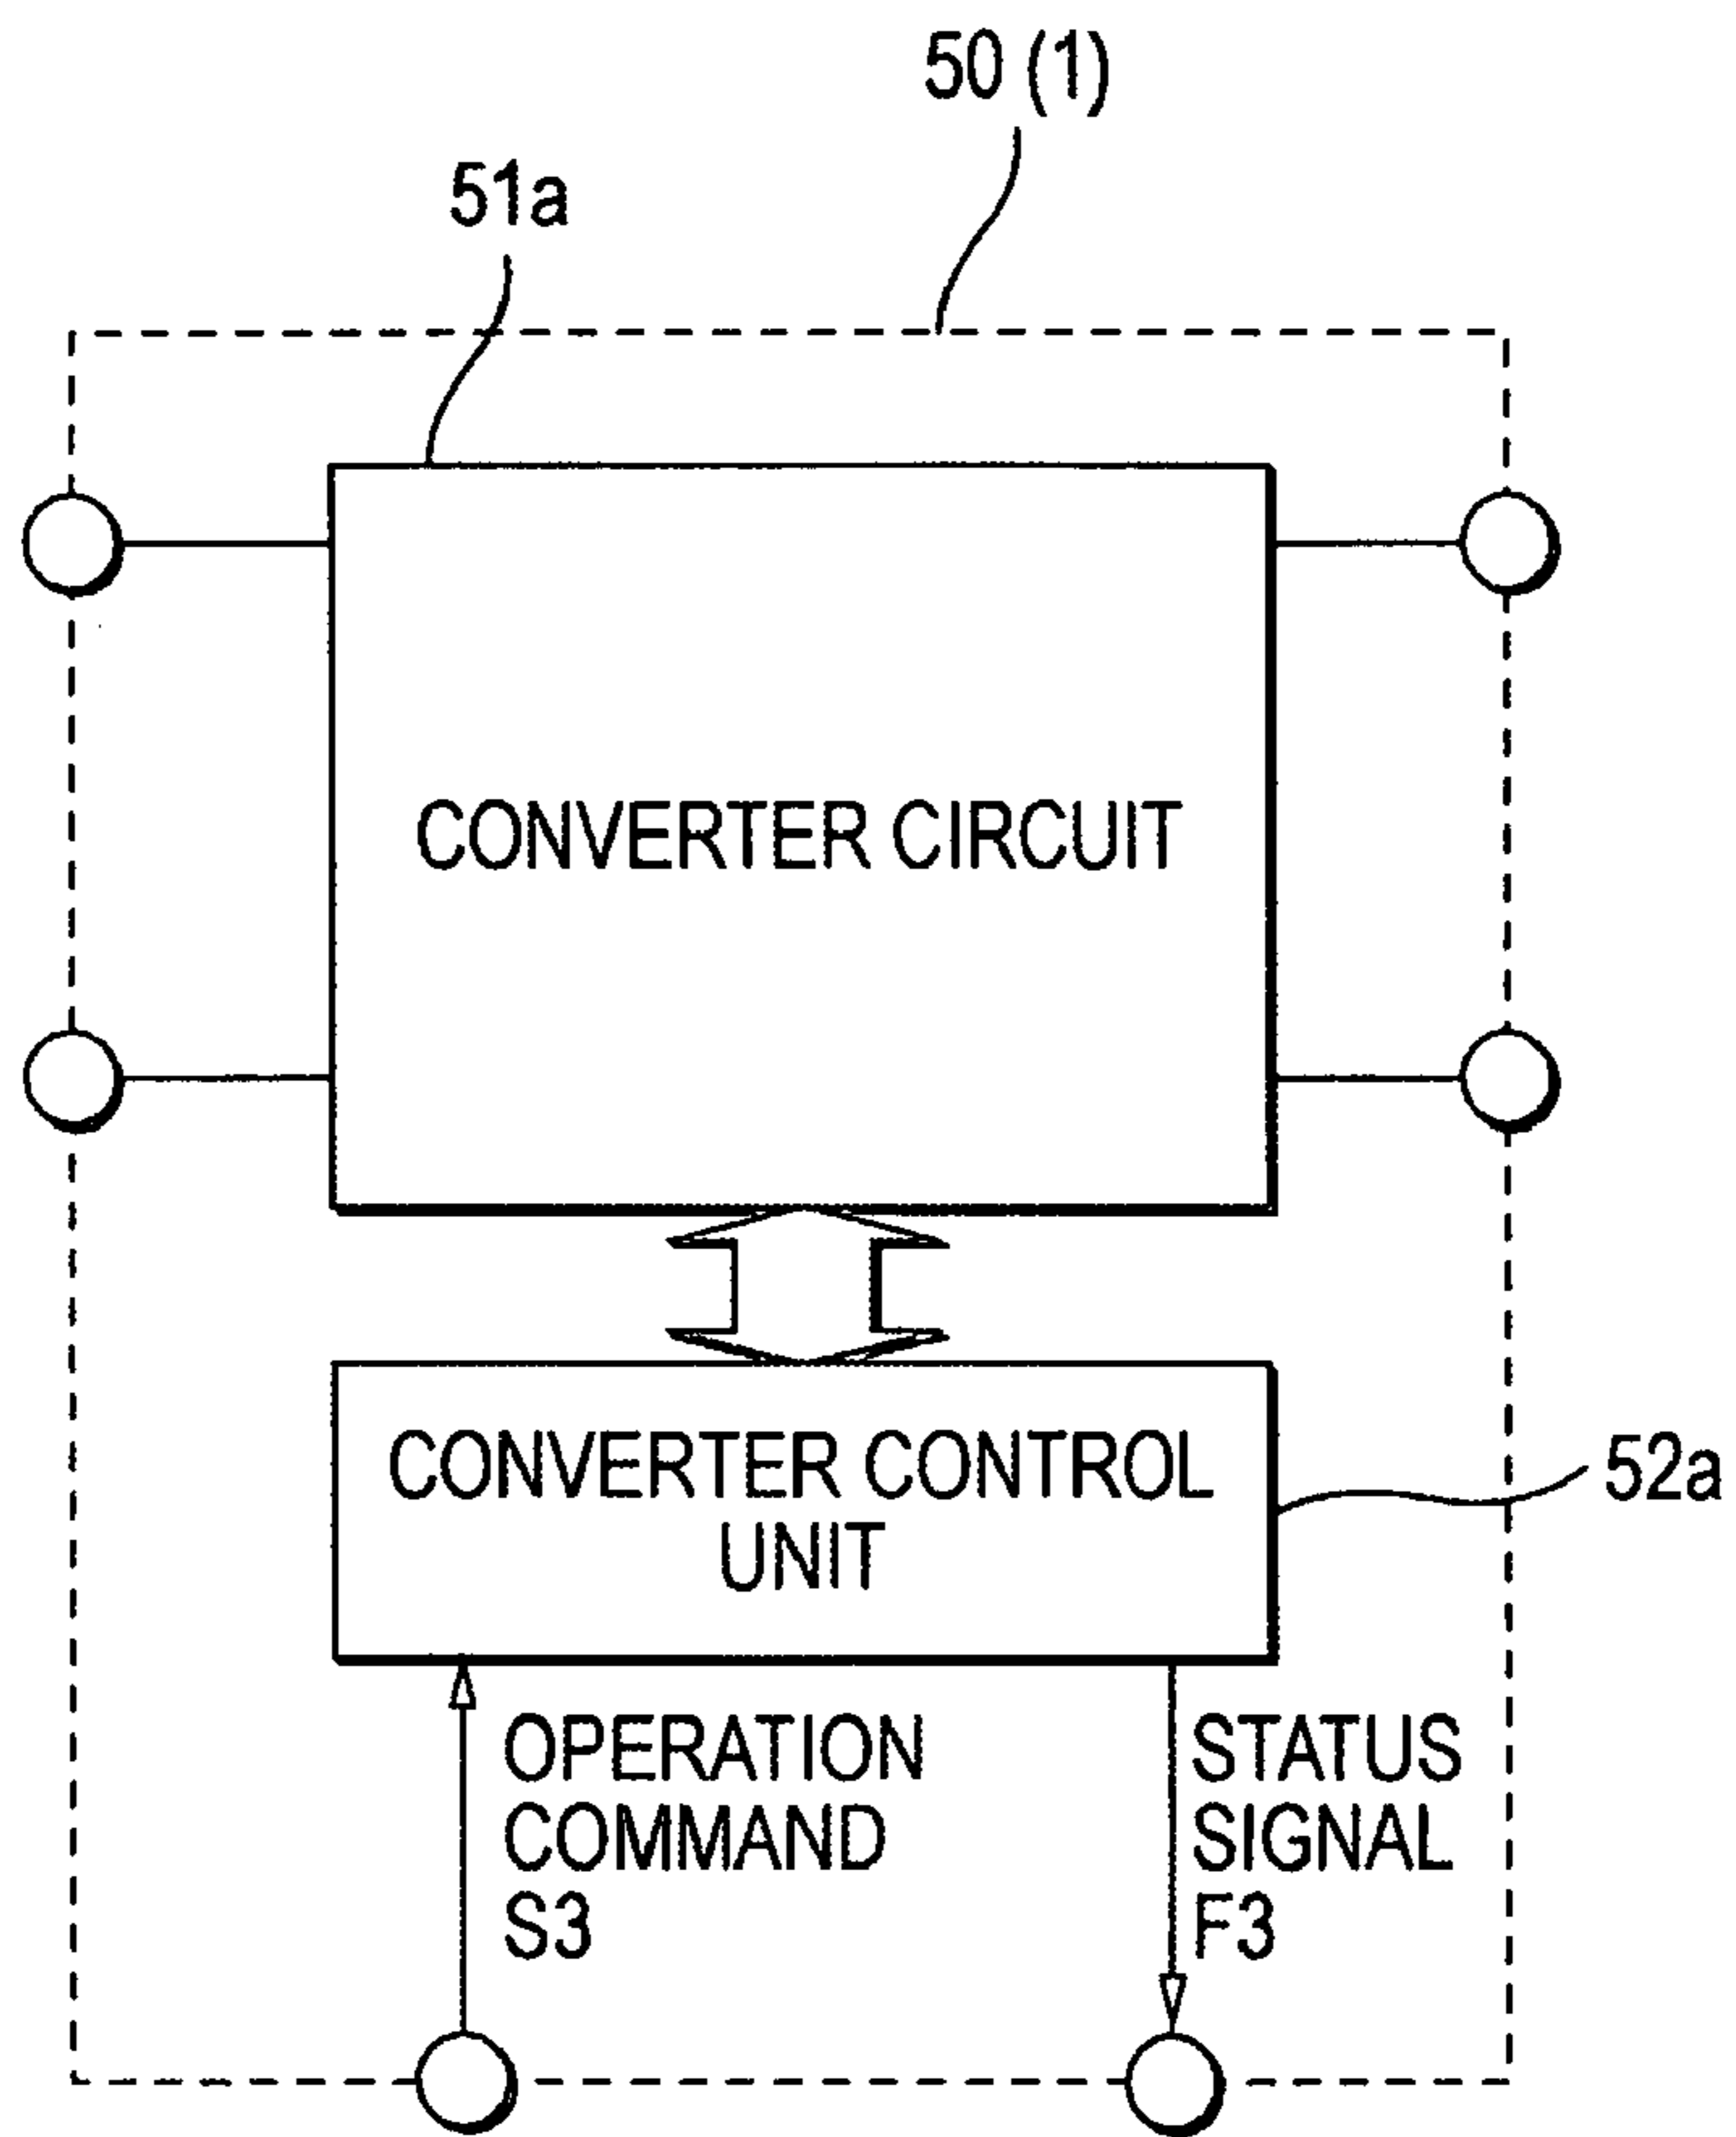 50 (1)
51a
CONVERTER CIRCUIT
CONVERTER CONTROL
UNIT
52a
OPERATION
COMMAND
S3
STATUS
SIGNAL
F3